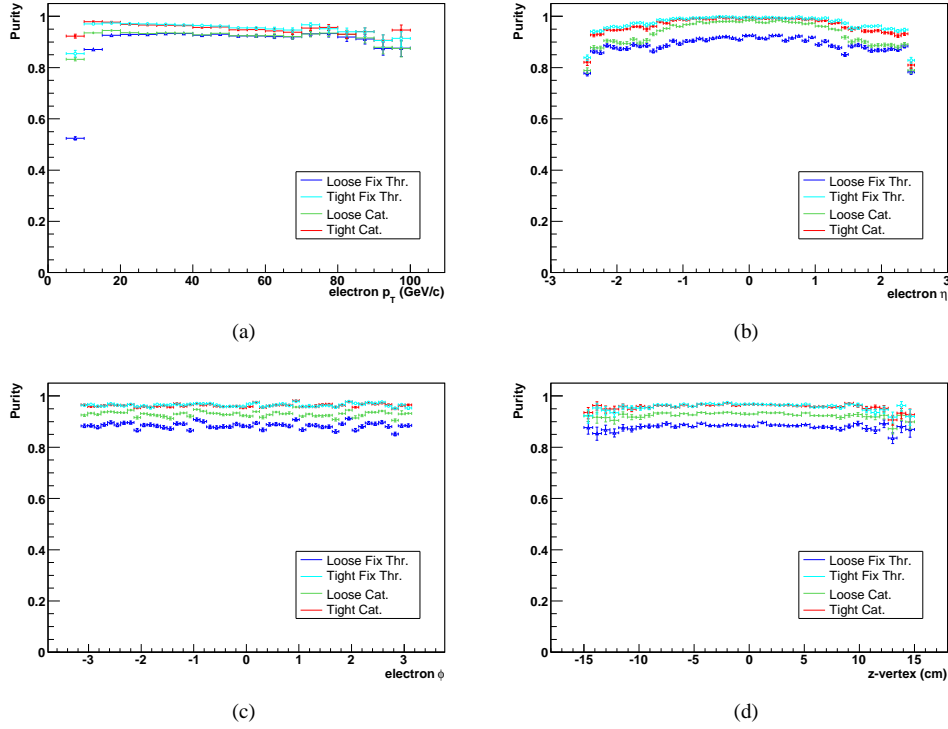 Purity
1
0.8
0.6
0.4
0.2
0
Loose Fix Thr.
Tight Fix Thr.
Loose Cat.
Tight Cat.
0 20 40 60 80 100
electron p_T (GeV/c)
(a)
Purity
1
0.8
0.6
0.4
0.2
0
Loose Fix Thr.
Tight Fix Thr.
Loose Cat.
Tight Cat.
-3 -2 -1 0 1 2 3
electron η
(b)
Purity
1
0.8
0.6
0.4
0.2
0
Loose Fix Thr.
Tight Fix Thr.
Loose Cat.
Tight Cat.
-3 -2 -1 0 1 2 3
electron ϕ
(c)
Purity
1
0.8
0.6
0.4
0.2
0
Loose Fix Thr.
Tight Fix Thr.
Loose Cat.
Tight Cat.
-15 -10 -5 0 5 10 15
z-vertex (cm)
(d)